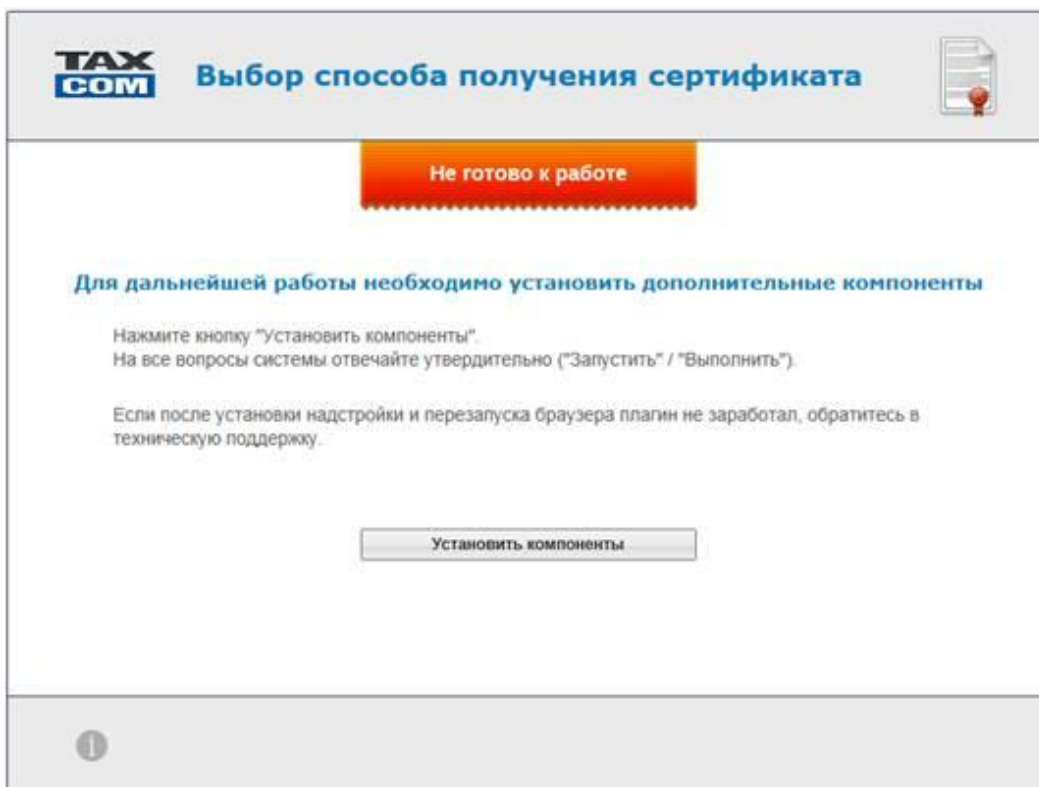 TAX
COM
Выбор способа получения сертификата
Не готово к работе
Для дальнейшей работы необходимо установить дополнительные компоненты
Нажмите кнопку "Установить компоненты".
На все вопросы системы отвечайте утвердительно ("Запустить" / "Выполнить").
Если после установки надстройки и перезапуска браузера плагин не заработал, обратитесь в
техническую поддержку.
Установить компоненты